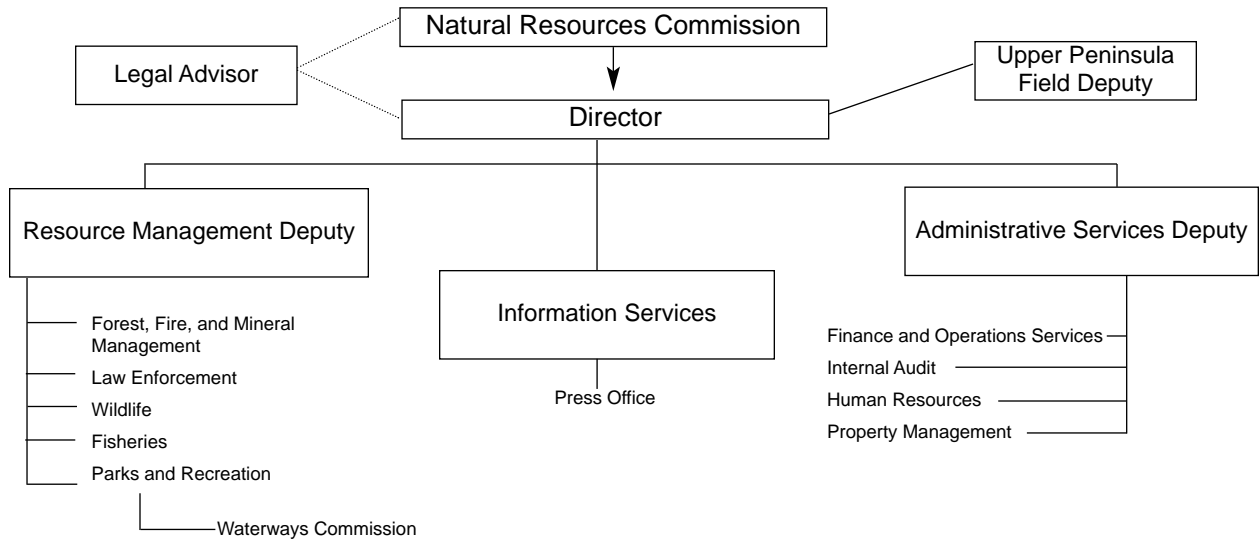 Natural Resources Commission
Legal Advisor
Upper Peninsula
Field Deputy
Director
Resource Management Deputy
Administrative Services Deputy
Information Services
Forest, Fire, and Mineral
Management
Law Enforcement
Wildlife
Fisheries
Parks and Recreation
Waterways Commission
Press Office
Finance and Operations Services
Internal Audit
Human Resources
Property Management